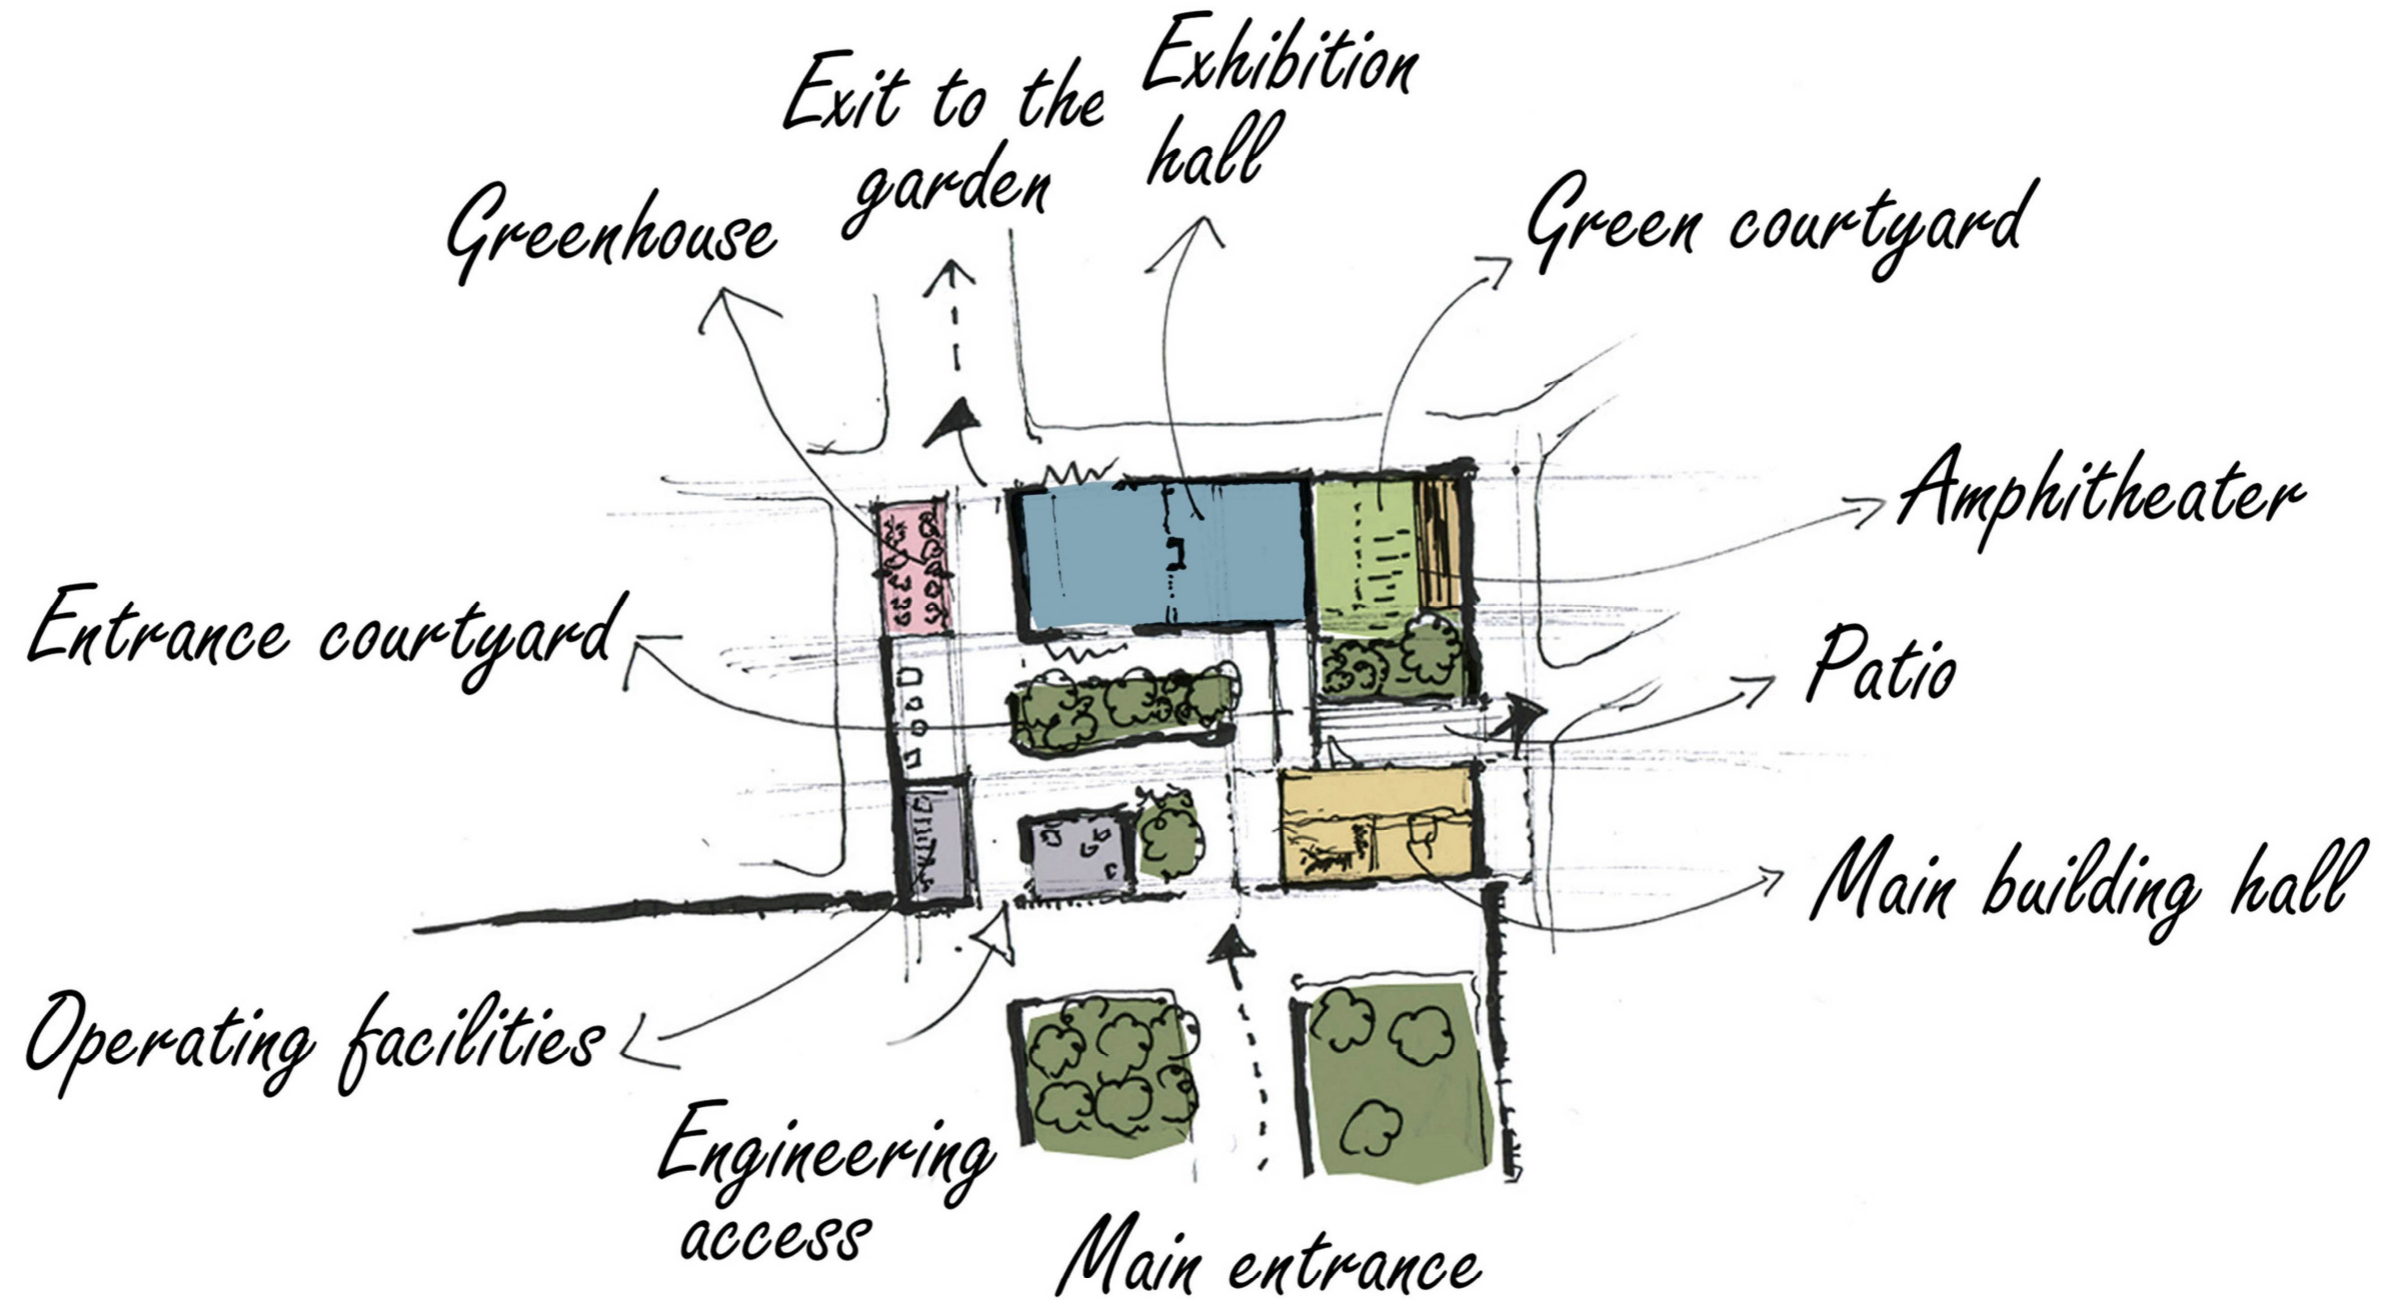 Exhibition
hall
Exit to the
garden
Greenhouse
Green courtyard
Amphitheater
Entrance courtyard
Patio
Main building hall
Operating facilities
Engineering
access
Main entrance